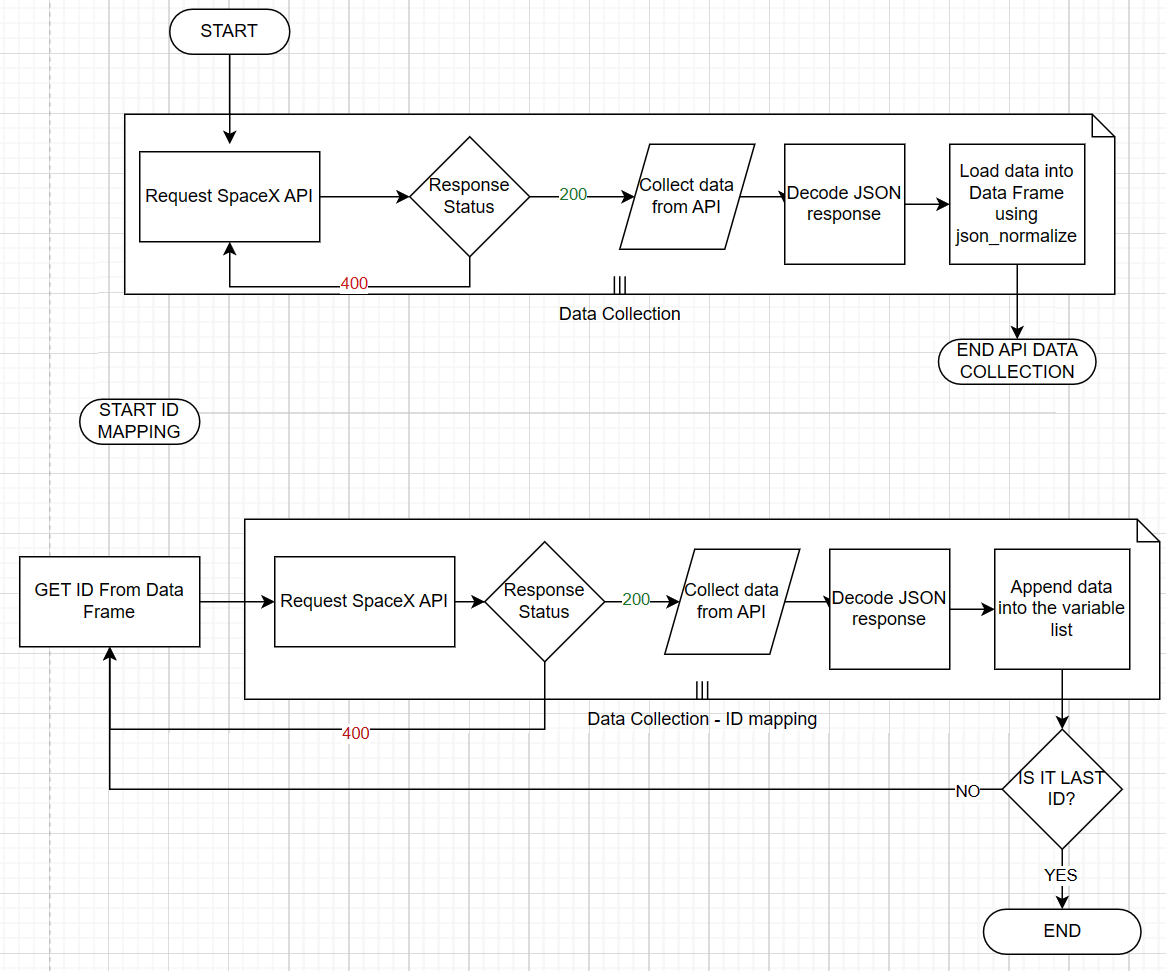 START
Request SpaceX API
Response
Status
200
Collect data
from API
Decode JSON
response
Load data into
Data Frame
using
json_normalize
400
Data Collection
END API DATA
COLLECTION
START ID
MAPPING
GET ID From Data
Frame
Request SpaceX API
Response
Status
200
Collect data
from API
Decode JSON
response
Append data
into the variable
list
400
Data Collection - ID mapping
IS IT LAST
ID?
NO
YES
END